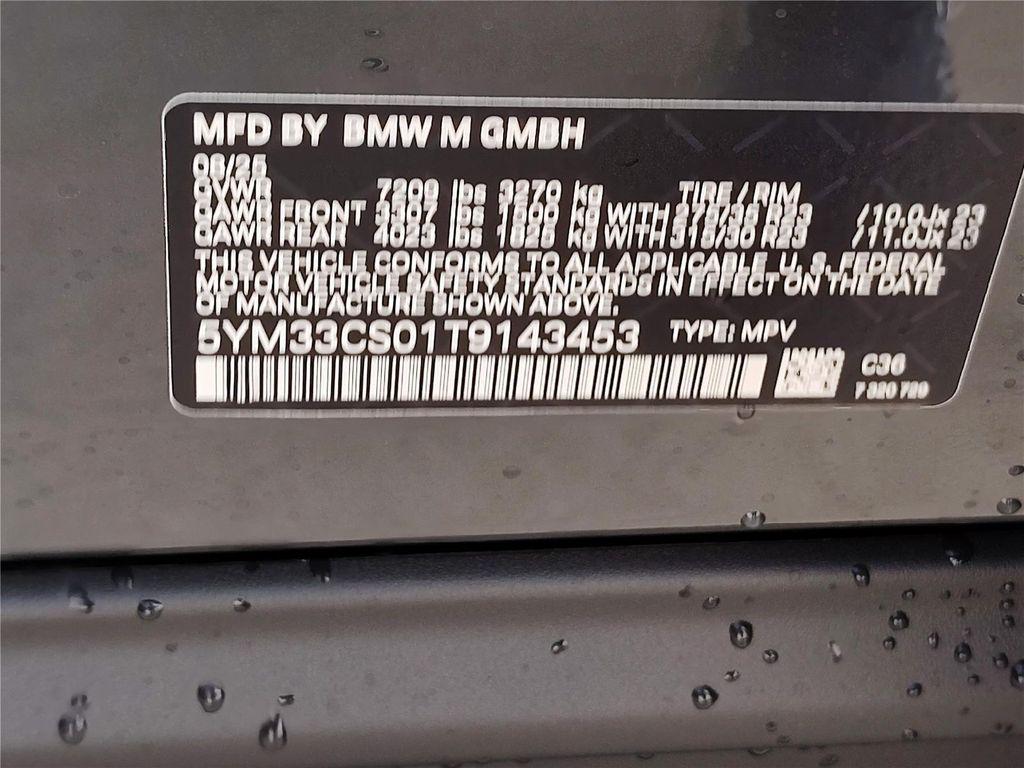 MFD BY BMW M GMBH
08/25
GVWR 7209 lbs 3270 kg TIRE / RIM
GAWR FRONT 3307 lbs 1500 kg WITH 275/35 R23 /10.0Jx 23
GAWR REAR 4023 lbs 1825 kg WITH 315/30 R23 /11.0Jx 23
THIS VEHICLE CONFORMS TO ALL APPLICABLE U. S. FEDERAL
MOTOR VEHICLE SAFETY STANDARDS IN EFFECT ON THE DATE
OF MANUFACTURE SHOWN ABOVE.
5YM33CS01T9143453 TYPE: MPV
C36
7 320 729